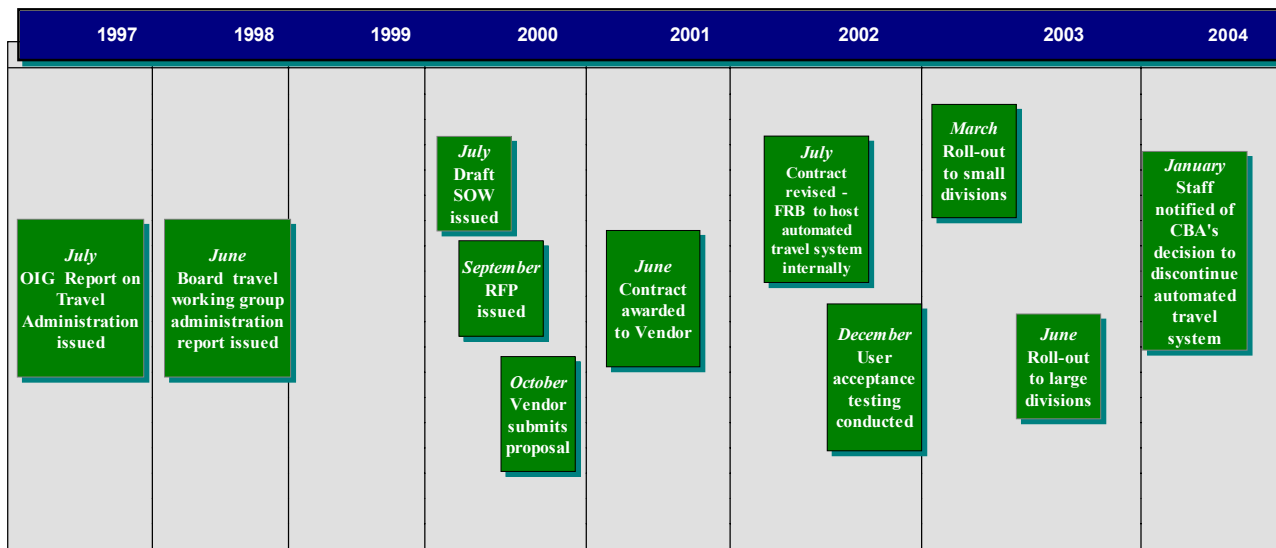 1997 1998 1999 2000 2001 2002 2003 2004
July
OIG Report on
Travel
Administration
issued
June
Board travel
working group
administration
report issued
July
Draft
SOW
issued
September
RFP
issued
October
Vendor
submits
proposal
June
Contract
awarded
to Vendor
July
Contract
revised -
FRB to host
automated
travel system
internally
December
User
acceptance
testing
conducted
March
Roll-out
to small
divisions
June
Roll-out
to large
divisions
January
Staff
notified of
CBA's
decision to
discontinue
automated
travel
system